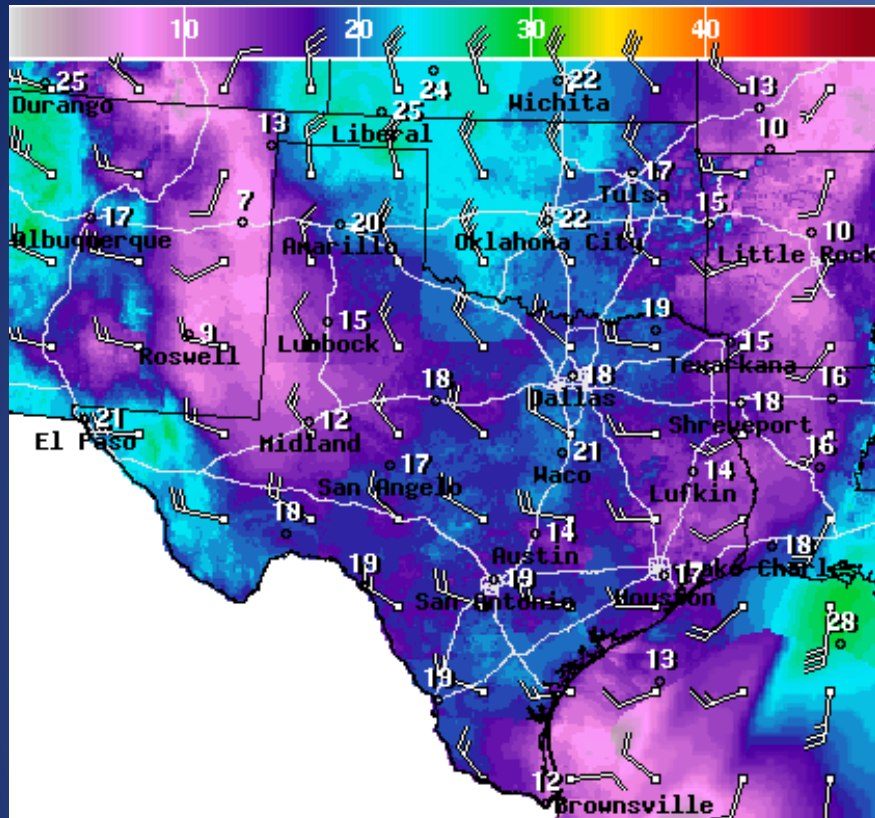 10 20 30 40
25 24 22 13
Durango Wichita
25
Liberal
13 10
17
Tulsa
17 7 20 22 15 10
Albuquerque Amarillo Oklahoma City Little Rock
9 15 19 15
Roswell Lubbock Texarkana
18 18 16
Dallas
21 12 18
El Paso Midland Shreveport
17 21 14 16
San Angelo Waco Lufkin
18 14 18
Austin Lake Charles
19 19 17
San Antonio Houston
28
19 13
12
Brownsville